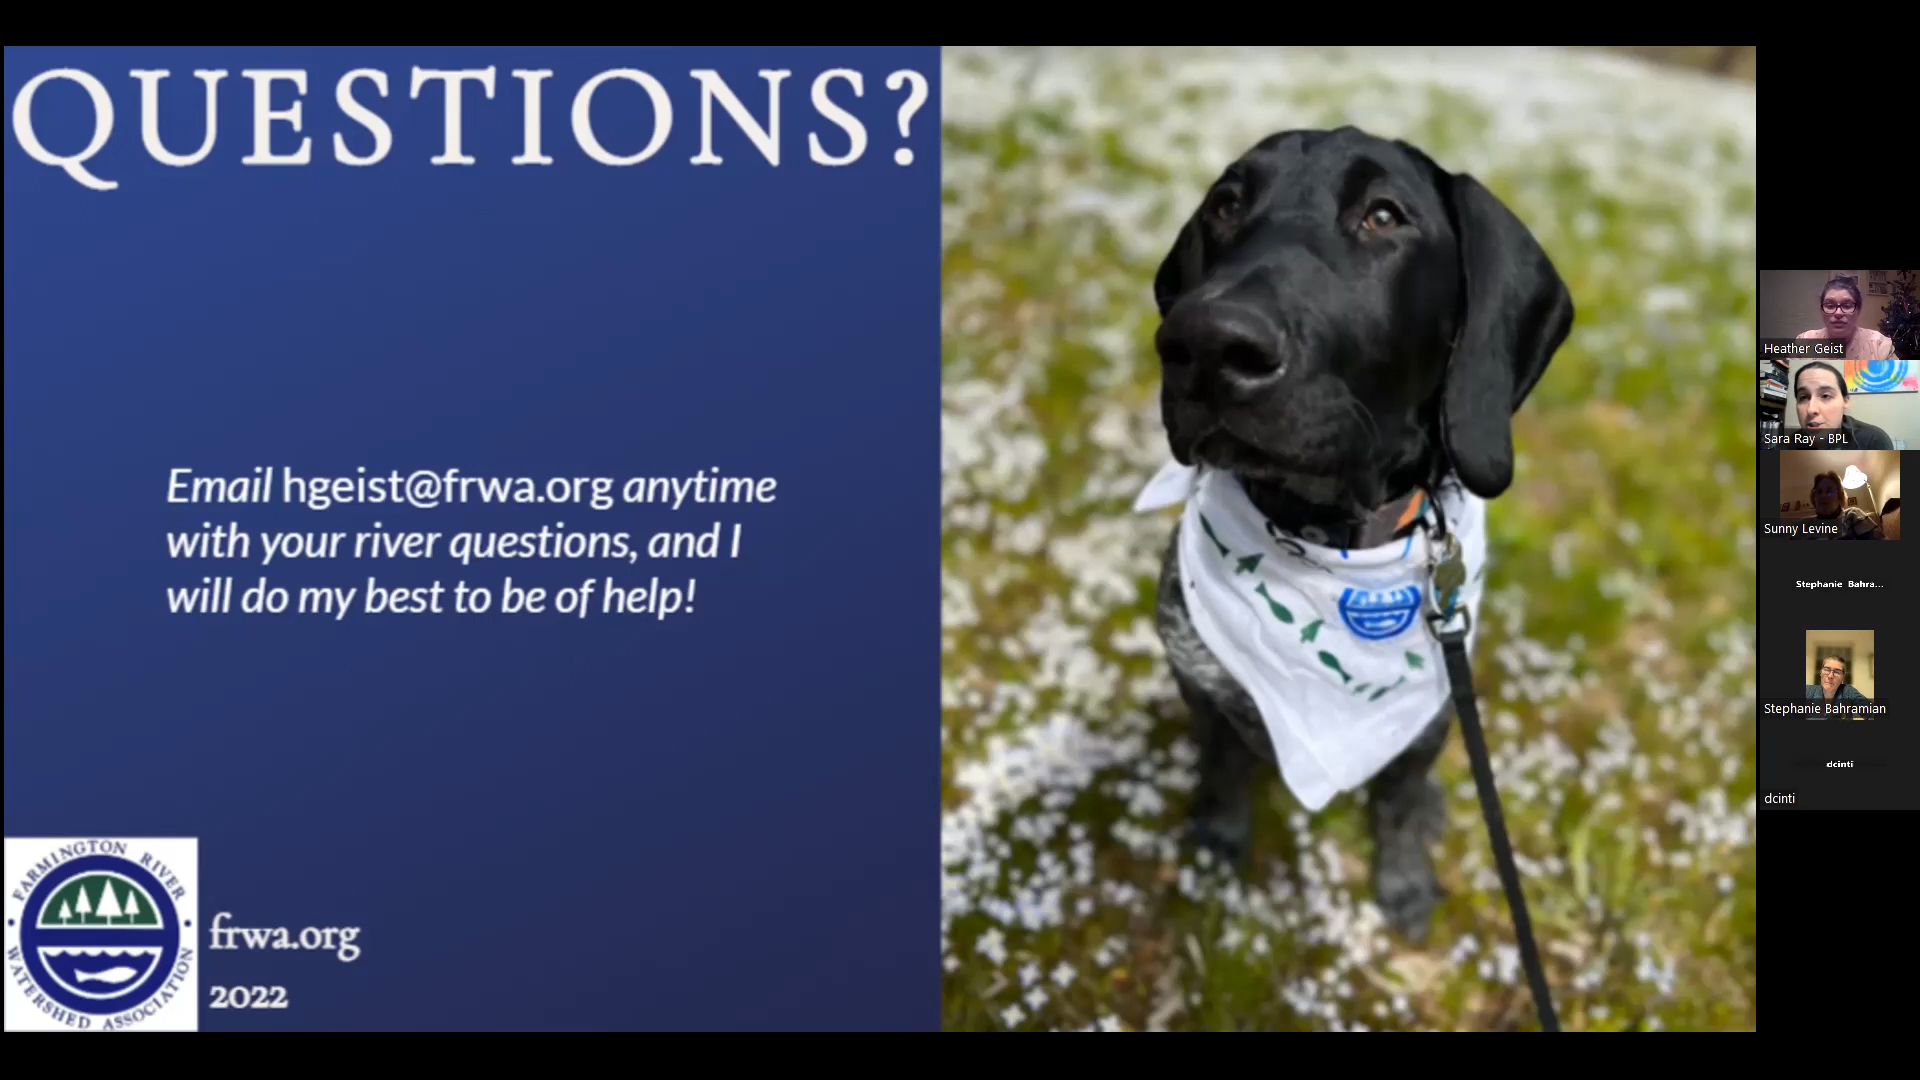 QUESTIONS?
Email hgeist@frwa.org anytime
with your river questions, and I
will do my best to be of help!
FARMINGTON RIVER
WATERSHED ASSOCIATION
frwa.org
2022
Heather Geist
Sara Ray - BPL
Sunny Levine
Stephanie Bahra...
Stephanie Bahramian
dcinti
dcinti